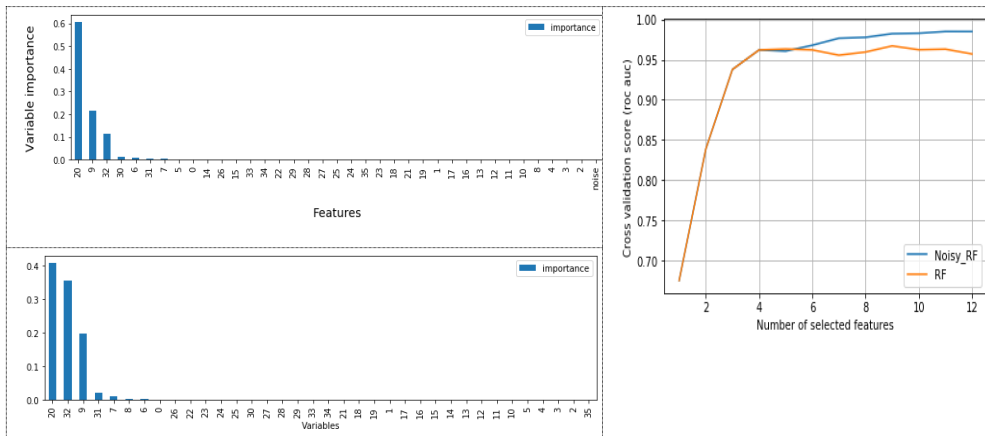 Variable importance
0.6
0.5
0.4
0.3
0.2
0.1
0.0
importance
20 9 32 30 6 31 7 5 0 14 26 15 33 34 22 29 28 27 25 24 35 23 18 21 19 1 17 16 13 12 11 10 8 4 3 2 noise
Features
0.4
0.3
0.2
0.1
0.0
importance
20 32 9 31 7 8 6 0 26 22 23 24 25 30 27 28 29 33 34 21 18 19 1 17 16 15 14 13 12 11 10 5 4 3 2 35
Variables
Cross validation score (roc auc)
1.00
0.95
0.90
0.85
0.80
0.75
0.70
Noisy_RF
RF
2 4 6 8 10 12
Number of selected features